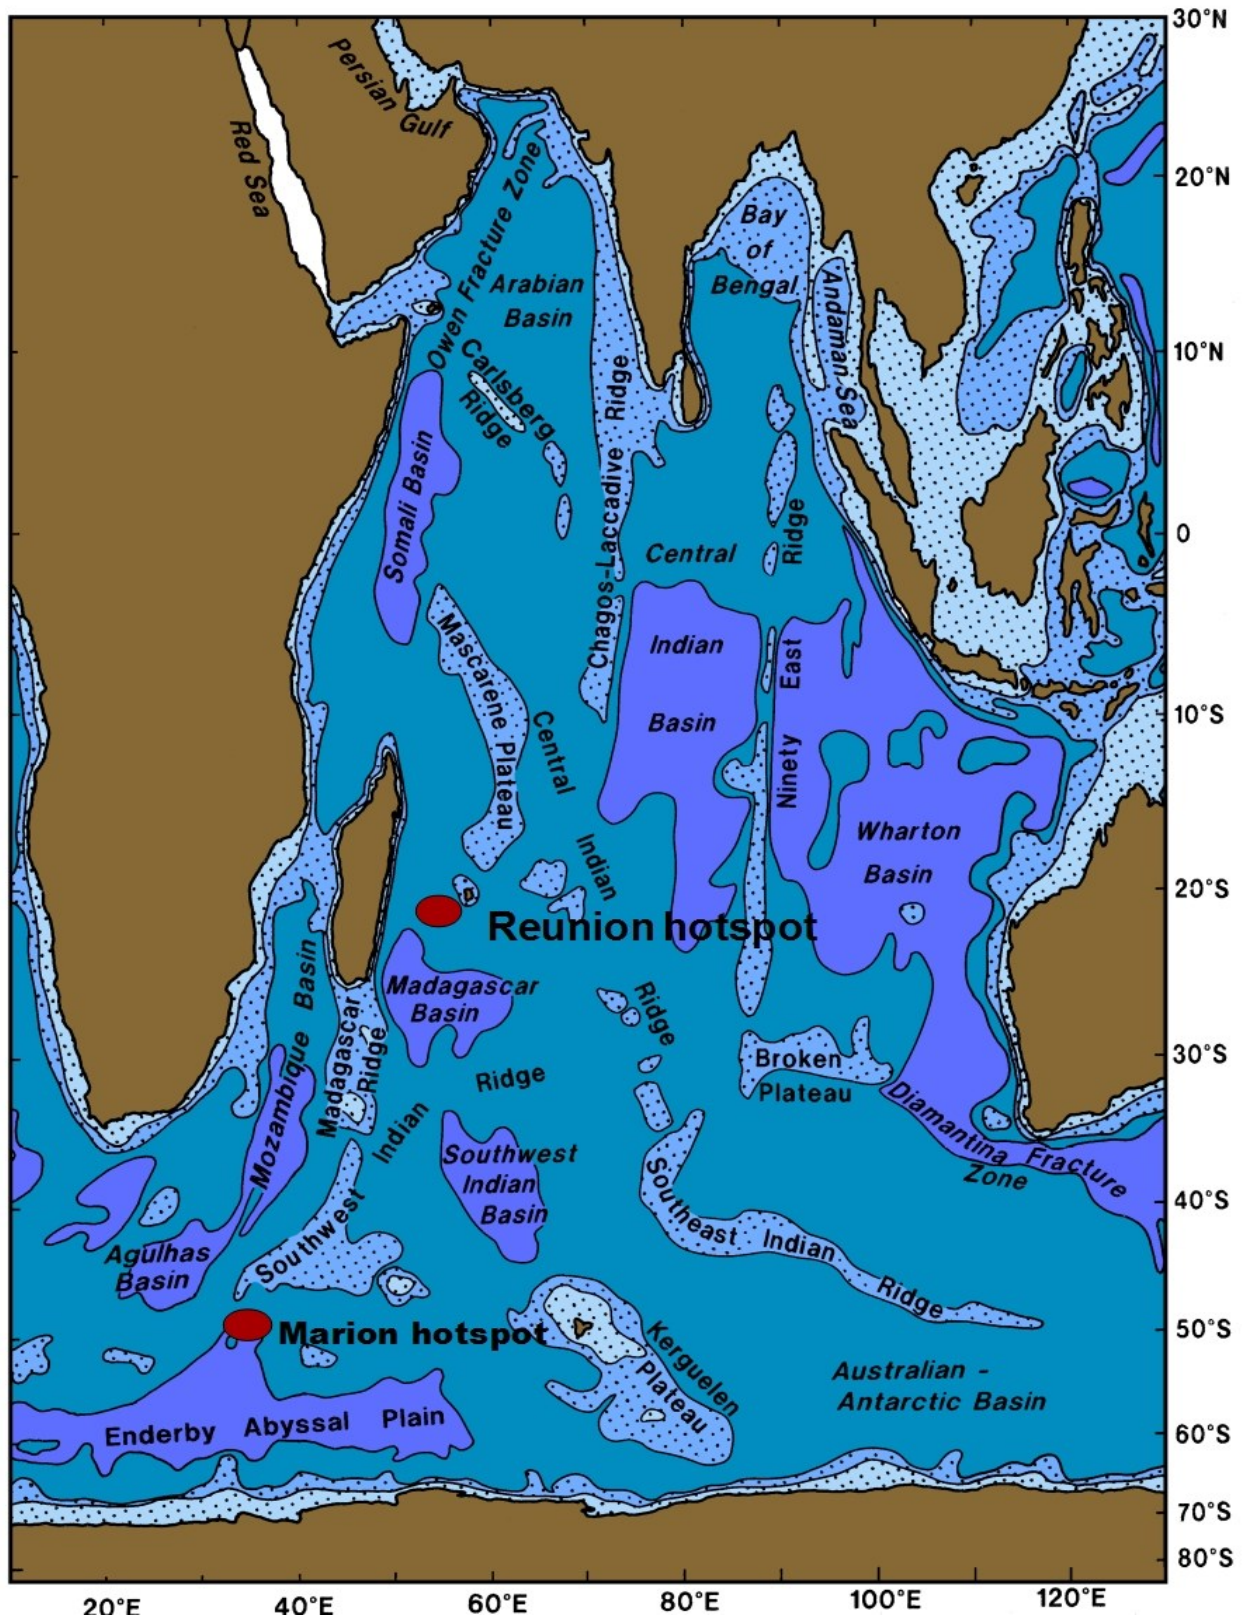 30°N
Persian
Gulf
Red Sea
20°N
Bay
of
Bengal
Owen Fracture Zone
Arabian
Basin
Andaman Sea
10°N
Carlsberg
Ridge
Chagos-Laccadive Ridge
Somali Basin
0
Central
Indian
Basin
Ninety East Ridge
Mascarene Plateau
10°S
Central
Indian
Ridge
Wharton
Basin
20°S
Reunion hotspot
Mozambique Basin
Madagascar
Basin
Madagascar
Ridge
30°S
Broken
Plateau
Diamantina Fracture
Zone
Southwest Indian Ridge
Southwest
Indian
Basin
40°S
Southeast Indian Ridge
Agulhas
Basin
Marion hotspot
50°S
Kerguelen
Plateau
Australian -
Antarctic Basin
Enderby Abyssal Plain
60°S
70°S
80°S
20°E 40°E 60°E 80°E 100°E 120°E